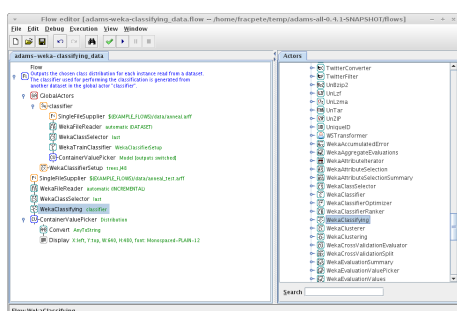 Flow editor [adams-weka-classifying_data.flow -- /home/fracpete/temp/adams-all-0.4.1-SNAPSHOT/flows]
File Edit Debug Execution View Window
adams-weka-classifying_data
Flow
Outputs the chosen class distribution for each instance read from a dataset.
The classifier used for performing the classification is generated from
another dataset in the global actor "classifier".
GlobalActors
classifier
SingleFileSupplier ${EXAMPLE_FLOWS}/data/anneal.arff
WekaFileReader automatic (DATASET)
WekaClassSelector last
WekaTrainClassifier WekaClassifierSetup
ContainerValuePicker Model [outputs switched]
WekaClassifierSetup trees.J48
SingleFileSupplier ${EXAMPLE_FLOWS}/data/anneal_test.arff
WekaFileReader automatic (INCREMENTAL)
WekaClassSelector last
WekaClassifying classifier
ContainerValuePicker Distribution
Convert AnyToString
Display X:left, Y:top, W:640, H:480, font: Monospaced-PLAIN-12
Actors
TwitterConverter
TwitterFilter
UnBzip2
UnLzf
UnLzma
UnTar
UnZIP
UniqueID
WSTransformer
WekaAccumulatedError
WekaAggregateEvaluations
WekaAttributeIterator
WekaAttributeSelection
WekaAttributeSelectionSummary
WekaClassSelector
WekaClassifier
WekaClassifierOptimizer
WekaClassifierRanker
WekaClassifying
WekaClusterer
WekaClustering
WekaCrossValidationEvaluator
WekaCrossValidationSplit
WekaEvaluationSummary
WekaEvaluationValuePicker
WekaEvaluationValues
Search
Flow.WekaClassifying